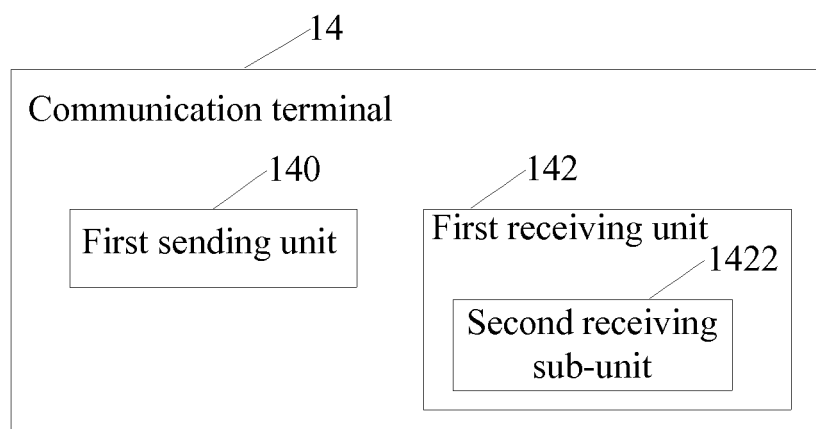 14
Communication terminal
140
142
First sending unit
First receiving unit
1422
Second receiving
sub-unit